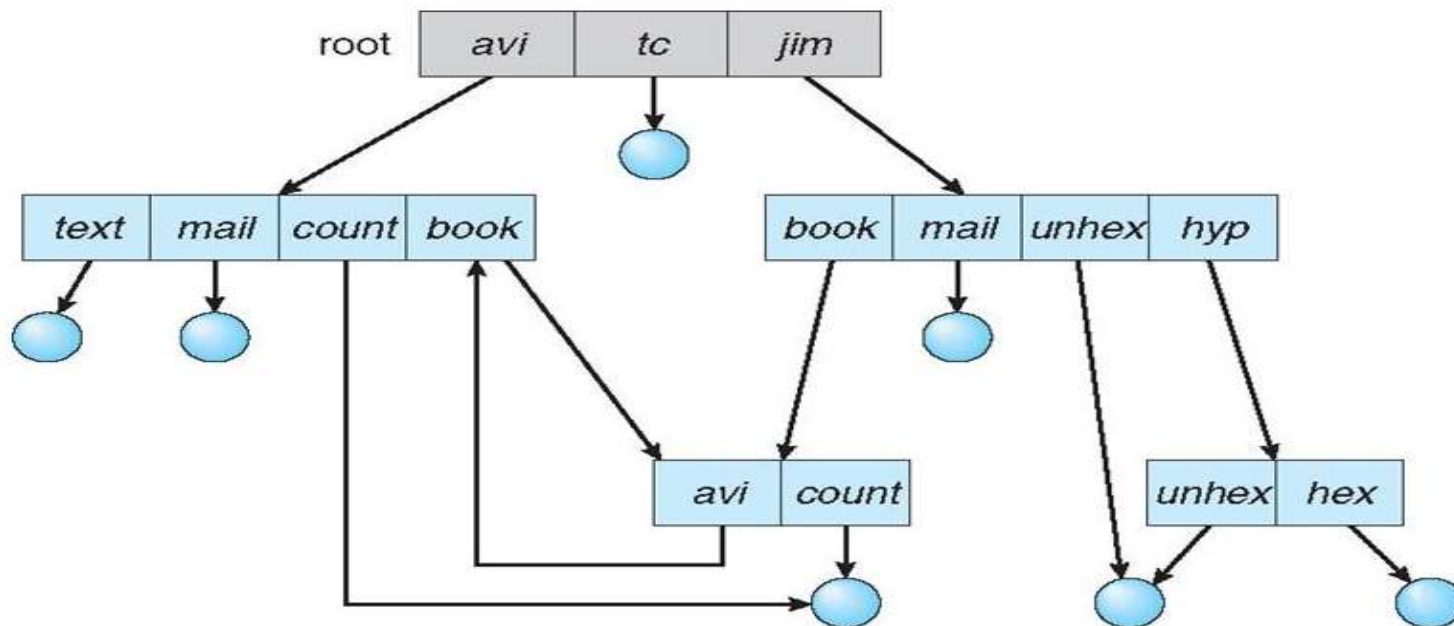 root avi tc jim
text mail count book book mail unhex hyp
avi count unhex hex